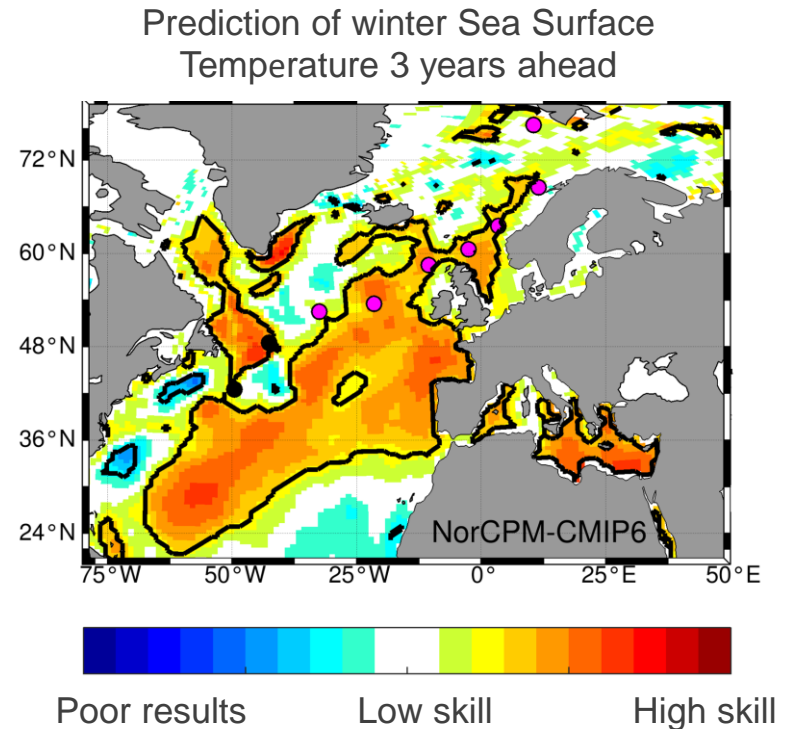 Prediction of winter Sea Surface
Temperature 3 years ahead
72°N
60°N
48°N
36°N
24°N
NorCPM-CMIP6
75°W 50°W 25°W 0°E 25°E 50°E
Poor results Low skill High skill